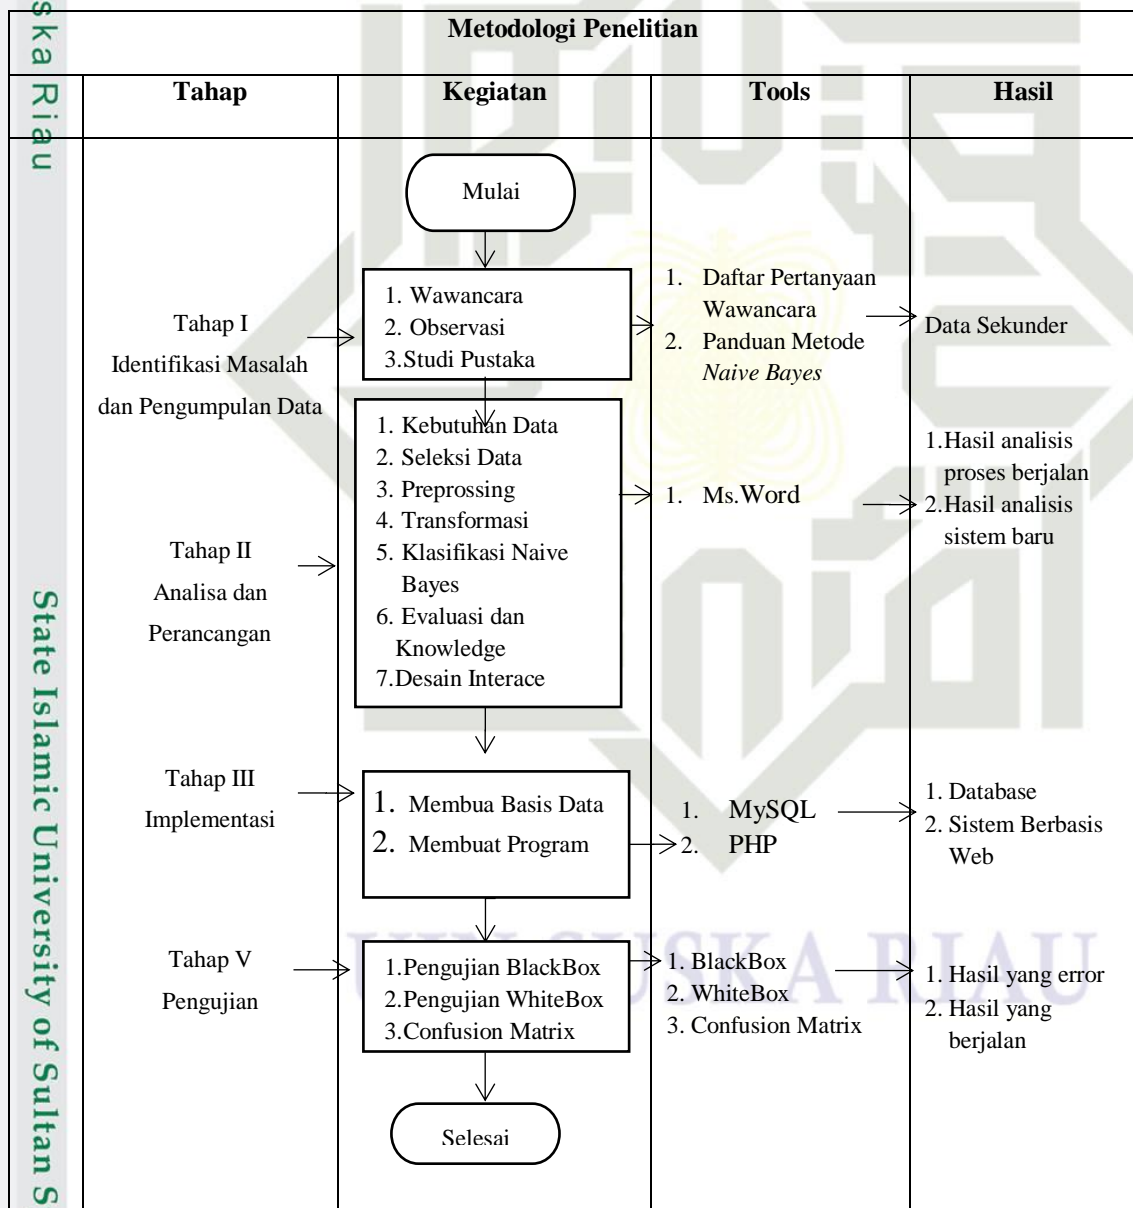 ska Riau
State Islamic University of Sultan S
Metodologi Penelitian
Tahap
Kegiatan
Tools
Hasil
Mulai
Tahap I
Identifikasi Masalah
dan Pengumpulan Data
1. Wawancara
2. Observasi
3.Studi Pustaka
1. Daftar Pertanyaan
Wawancara
2. Panduan Metode
Naive Bayes
Data Sekunder
Tahap II
Analisa dan
Perancangan
1. Kebutuhan Data
2. Seleksi Data
3. Preprossing
4. Transformasi
5. Klasifikasi Naive
Bayes
6. Evaluasi dan
Knowledge
7.Desain Interace
1. Ms.Word
1.Hasil analisis
proses berjalan
2.Hasil analisis
sistem baru
Tahap III
Implementasi
1. Membua Basis Data
2. Membuat Program
1. MySQL
2. PHP
1. Database
2. Sistem Berbasis
Web
Tahap V
Pengujian
1.Pengujian BlackBox
2.Pengujian WhiteBox
3.Confusion Matrix
1. BlackBox
2. WhiteBox
3. Confusion Matrix
1. Hasil yang error
2. Hasil yang
berjalan
Selesai
UIN SUSKA RIAU